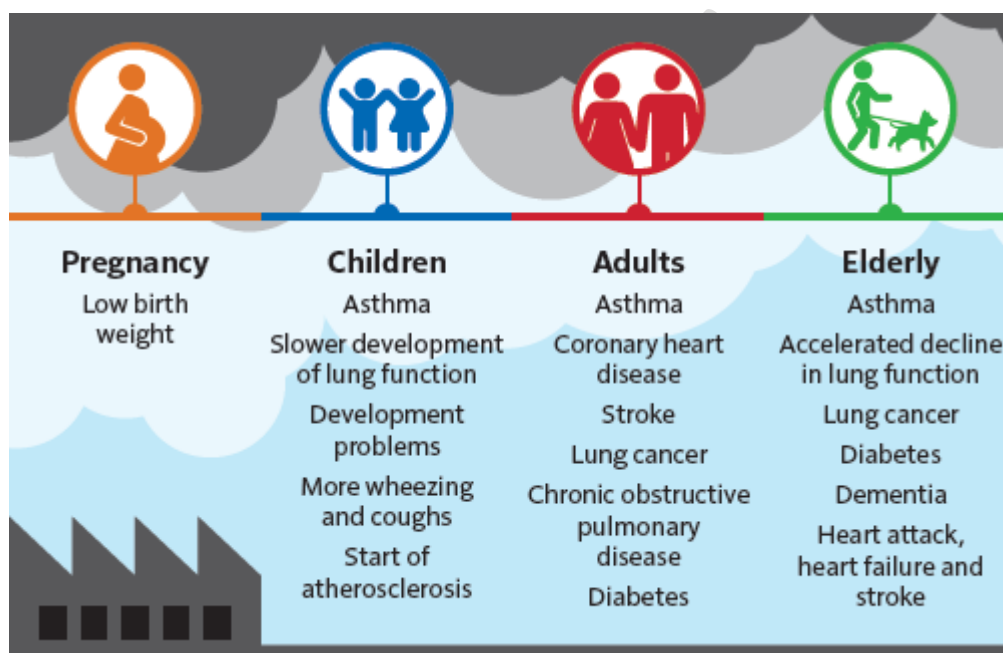 Pregnancy
Low birth
weight
Children
Asthma
Slower development
of lung function
Development
problems
More wheezing
and coughs
Start of
atherosclerosis
Adults
Asthma
Coronary heart
disease
Stroke
Lung cancer
Chronic obstructive
pulmonary
disease
Diabetes
Elderly
Asthma
Accelerated decline
in lung function
Lung cancer
Diabetes
Dementia
Heart attack,
heart failure and
stroke